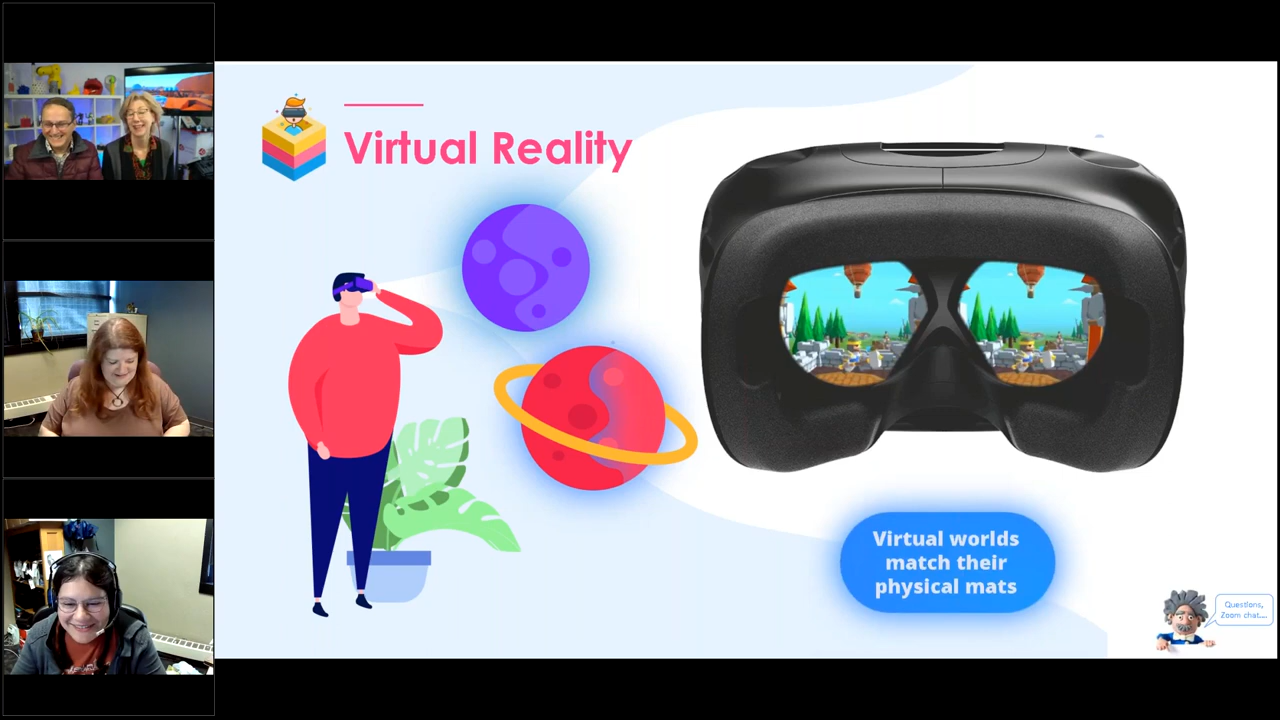 Virtual Reality
Virtual worlds
match their
physical mats
Questions,
Zoom chat....